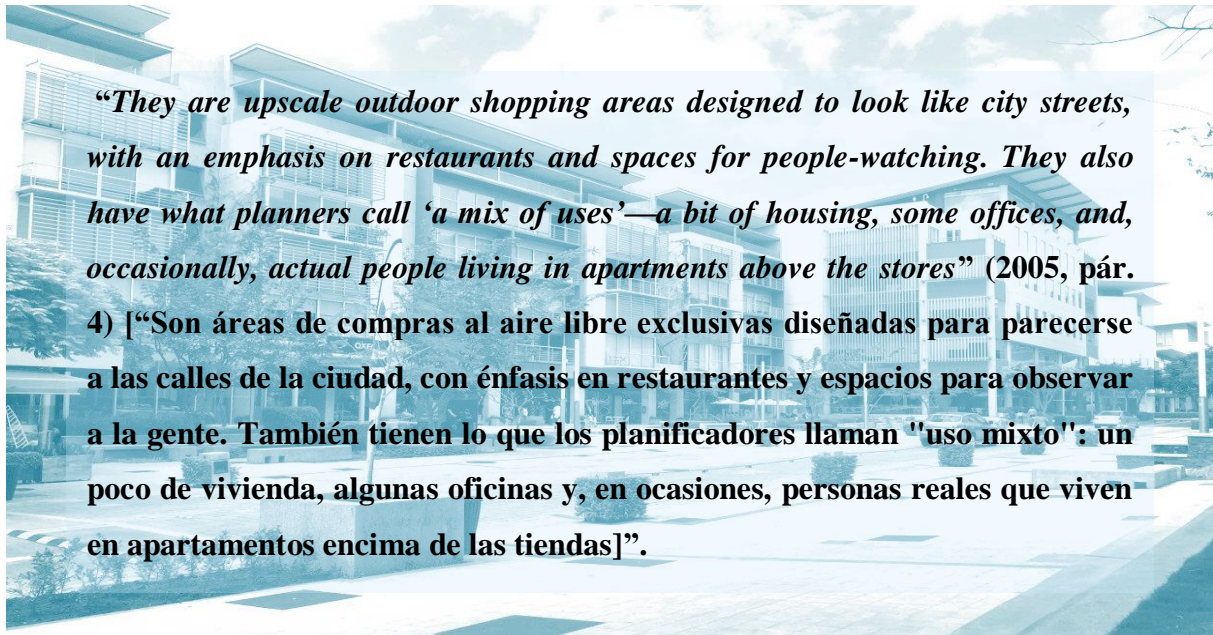 “They are upscale outdoor shopping areas designed to look like city streets,
with an emphasis on restaurants and spaces for people-watching. They also
have what planners call ‘a mix of uses’—a bit of housing, some offices, and,
occasionally, actual people living in apartments above the stores” (2005, pár.
4) [“Son áreas de compras al aire libre exclusivas diseñadas para parecerse
a las calles de la ciudad, con énfasis en restaurantes y espacios para observar
a la gente. También tienen lo que los planificadores llaman "uso mixto": un
poco de vivienda, algunas oficinas y, en ocasiones, personas reales que viven
en apartamentos encima de las tiendas]”.